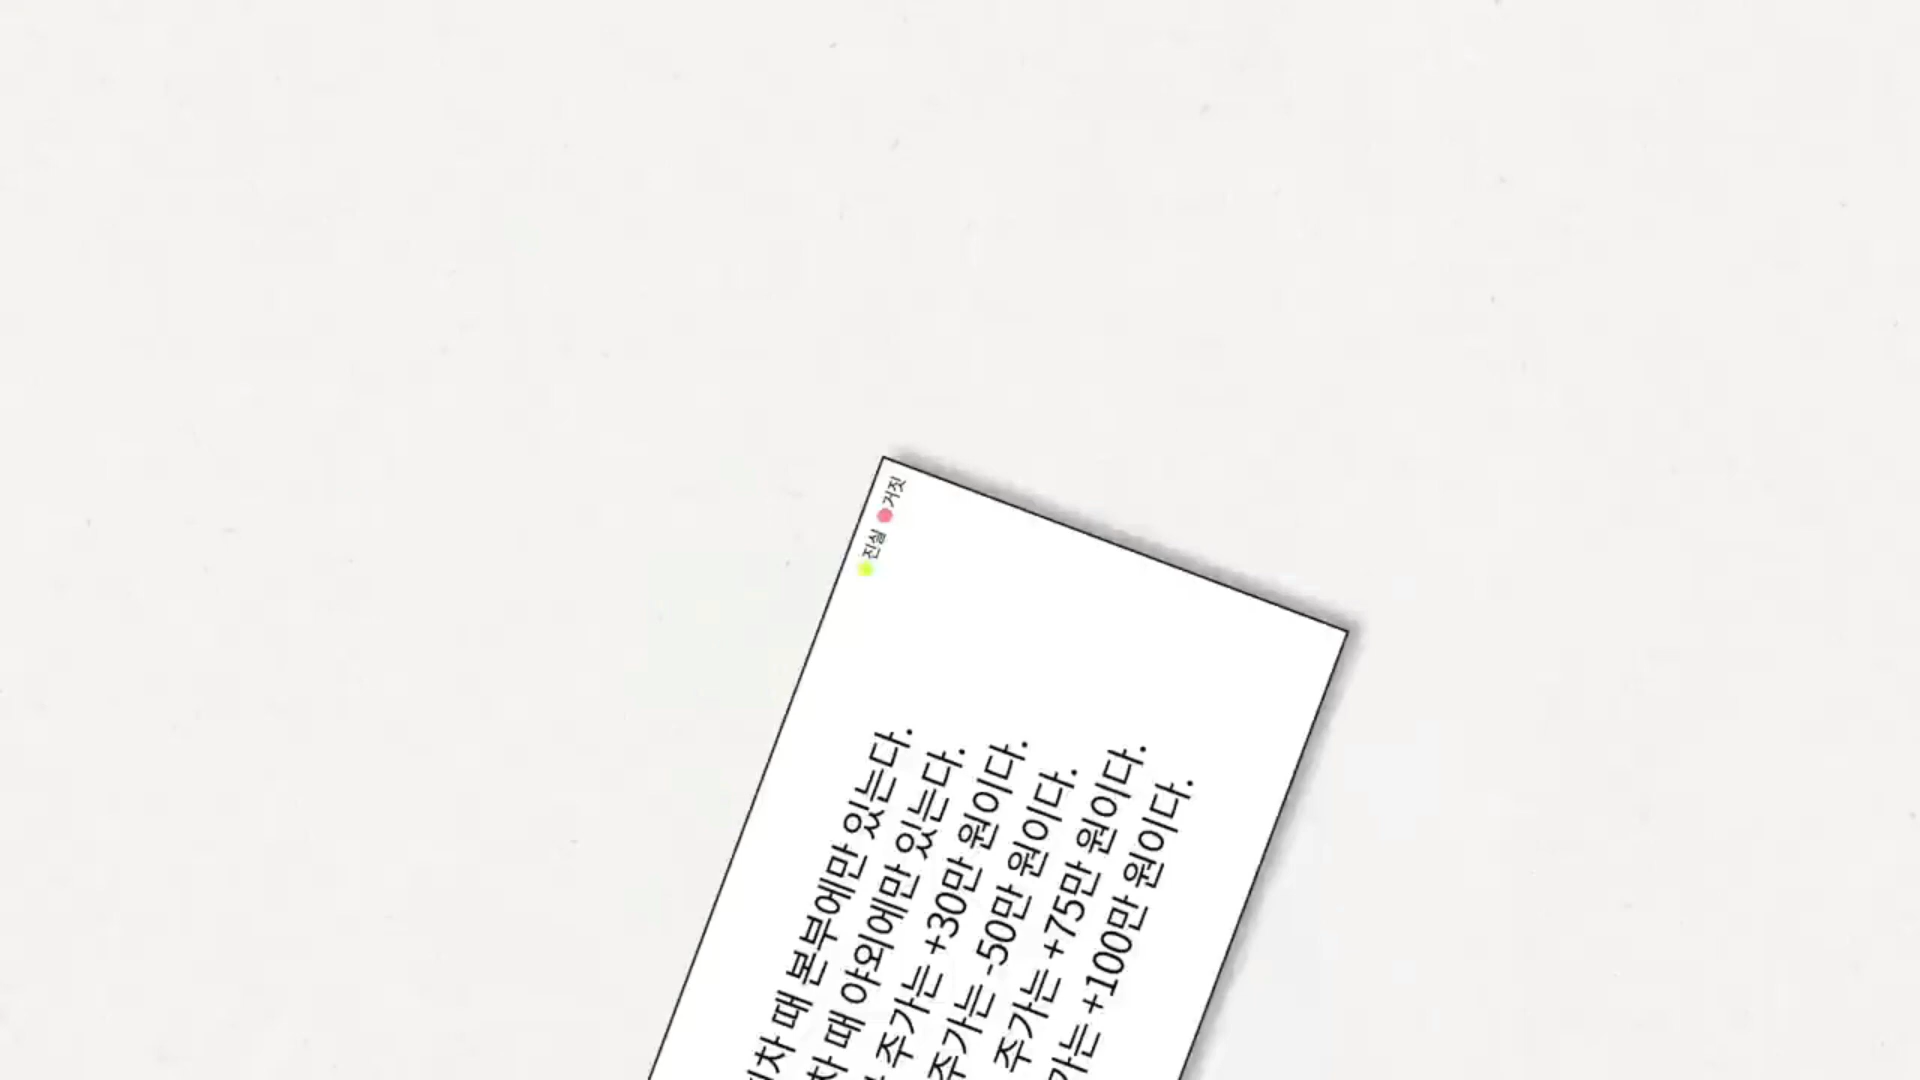 진실 거짓
때 본부에만 있는다.
차 때 야외에만 있는다.
주가는 +30만 원이다.
주가는 -50만 원이다.
주가는 +75만 원이다.
가는 +100만 원이다.